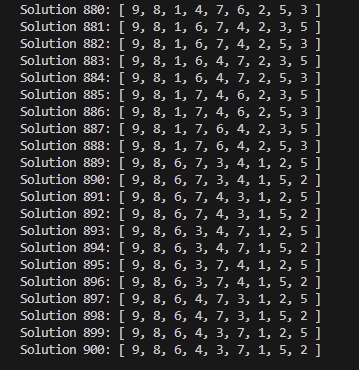 Solution 880: [ 9, 8, 1, 4, 7, 6, 2, 5, 3 ]
Solution 881: [ 9, 8, 1, 6, 7, 4, 2, 3, 5 ]
Solution 882: [ 9, 8, 1, 6, 7, 4, 2, 5, 3 ]
Solution 883: [ 9, 8, 1, 6, 4, 7, 2, 3, 5 ]
Solution 884: [ 9, 8, 1, 6, 4, 7, 2, 5, 3 ]
Solution 885: [ 9, 8, 1, 7, 4, 6, 2, 3, 5 ]
Solution 886: [ 9, 8, 1, 7, 4, 6, 2, 5, 3 ]
Solution 887: [ 9, 8, 1, 7, 6, 4, 2, 3, 5 ]
Solution 888: [ 9, 8, 1, 7, 6, 4, 2, 5, 3 ]
Solution 889: [ 9, 8, 6, 7, 3, 4, 1, 2, 5 ]
Solution 890: [ 9, 8, 6, 7, 3, 4, 1, 5, 2 ]
Solution 891: [ 9, 8, 6, 7, 4, 3, 1, 2, 5 ]
Solution 892: [ 9, 8, 6, 7, 4, 3, 1, 5, 2 ]
Solution 893: [ 9, 8, 6, 3, 4, 7, 1, 2, 5 ]
Solution 894: [ 9, 8, 6, 3, 4, 7, 1, 5, 2 ]
Solution 895: [ 9, 8, 6, 3, 7, 4, 1, 2, 5 ]
Solution 896: [ 9, 8, 6, 3, 7, 4, 1, 5, 2 ]
Solution 897: [ 9, 8, 6, 4, 7, 3, 1, 2, 5 ]
Solution 898: [ 9, 8, 6, 4, 7, 3, 1, 5, 2 ]
Solution 899: [ 9, 8, 6, 4, 3, 7, 1, 2, 5 ]
Solution 900: [ 9, 8, 6, 4, 3, 7, 1, 5, 2 ]